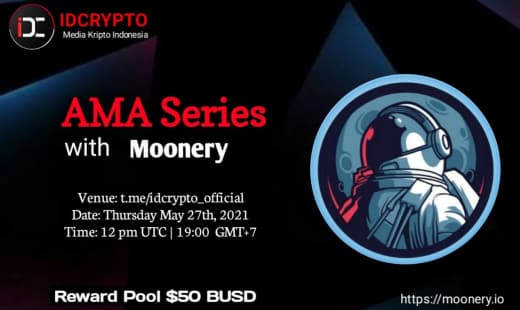 iDC IDCRYPTO
Media Kripto Indonesia
AMA Series
with Moonery
Venue: t.me/idcrypto_official
Date: Thursday May 27th, 2021
Time: 12 pm UTC | 19:00 GMT+7
Reward Pool $50 BUSD
https://moonery.io